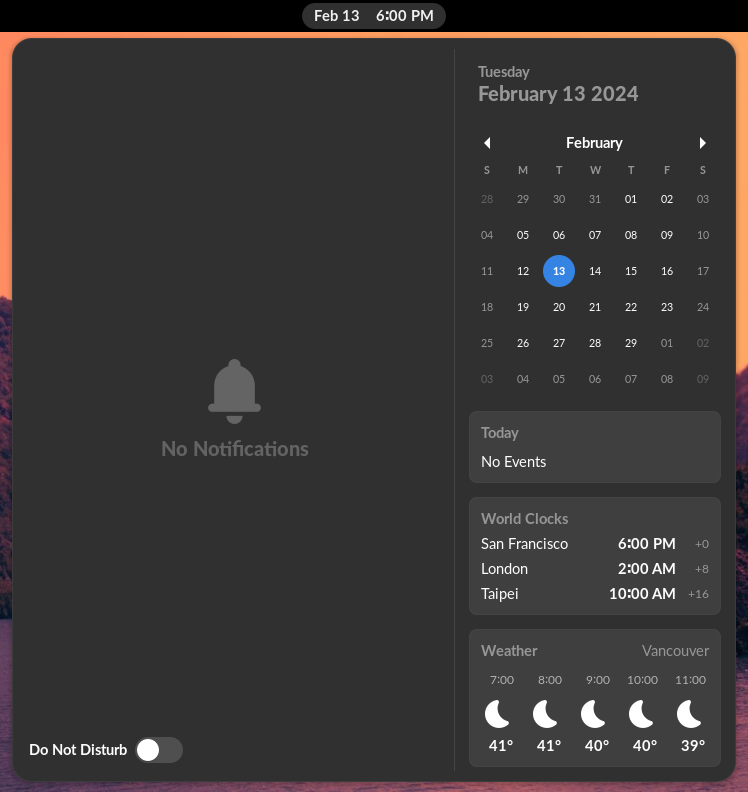 Feb 13 6:00 PM
No Notifications
Do Not Disturb
Tuesday
February 13 2024
February
S M T W T F S
28 29 30 31 01 02 03
04 05 06 07 08 09 10
11 12 13 14 15 16 17
18 19 20 21 22 23 24
25 26 27 28 29 01 02
03 04 05 06 07 08 09
Today
No Events
World Clocks
San Francisco 6:00 PM +0
London 2:00 AM +8
Taipei 10:00 AM +16
Weather Vancouver
7:00 8:00 9:00 10:00 11:00
41° 41° 40° 40° 39°